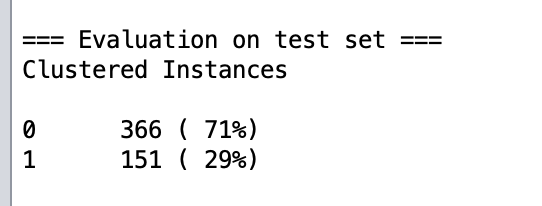 === Evaluation on test set ===
Clustered Instances
0      366 ( 71%)
1      151 ( 29%)